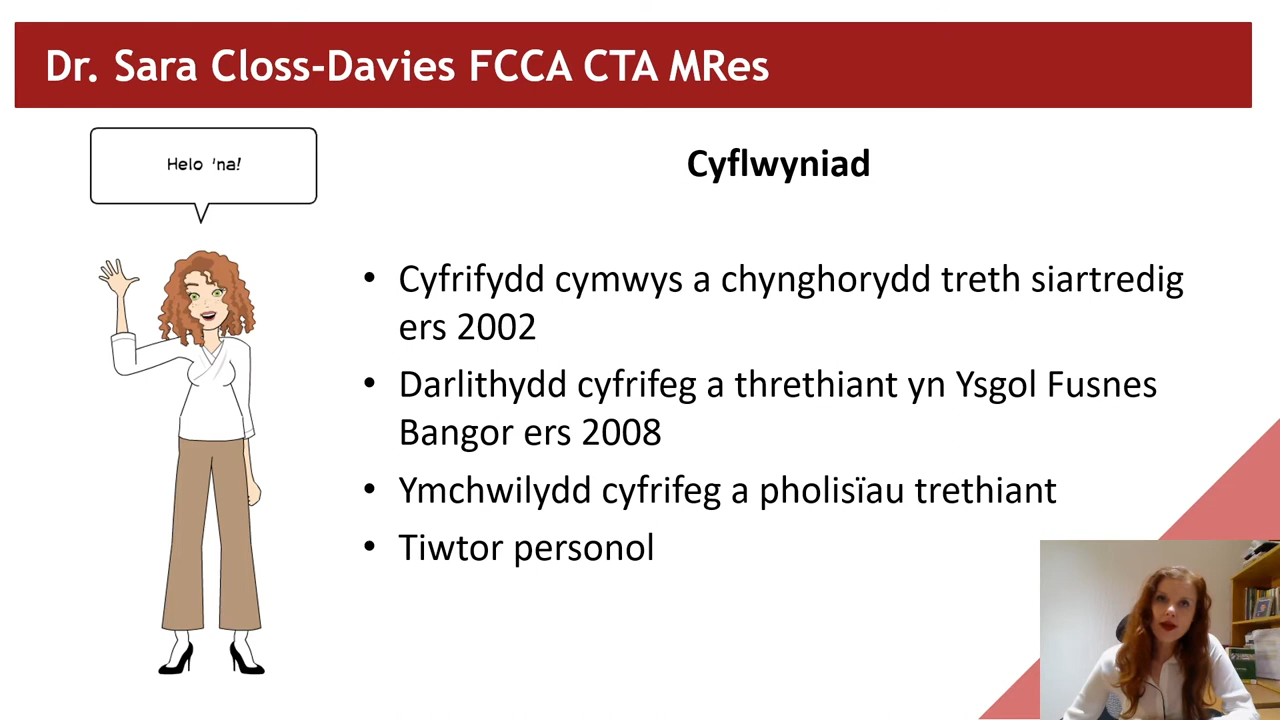 Dr. Sara Closs-Davies FCCA CTA MRes
Helo 'na!
Cyflwyniad
• Cyfrifydd cymwys a chynghorydd treth siartredig
ers 2002
• Darlithydd cyfrifeg a threthiant yn Ysgol Fusnes
Bangor ers 2008
• Ymchwilydd cyfrifeg a pholisïau trethiant
• Tiwtor personol